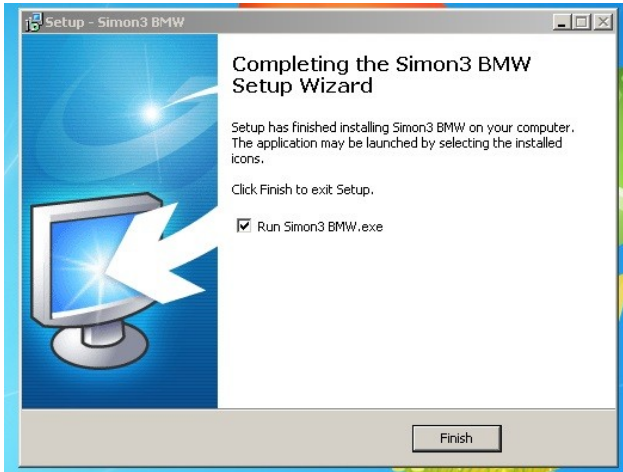 Setup - Simon3 BMW
Completing the Simon3 BMW
Setup Wizard
Setup has finished installing Simon3 BMW on your computer.
The application may be launched by selecting the installed
icons.
Click Finish to exit Setup.
Run Simon3 BMW.exe
Finish